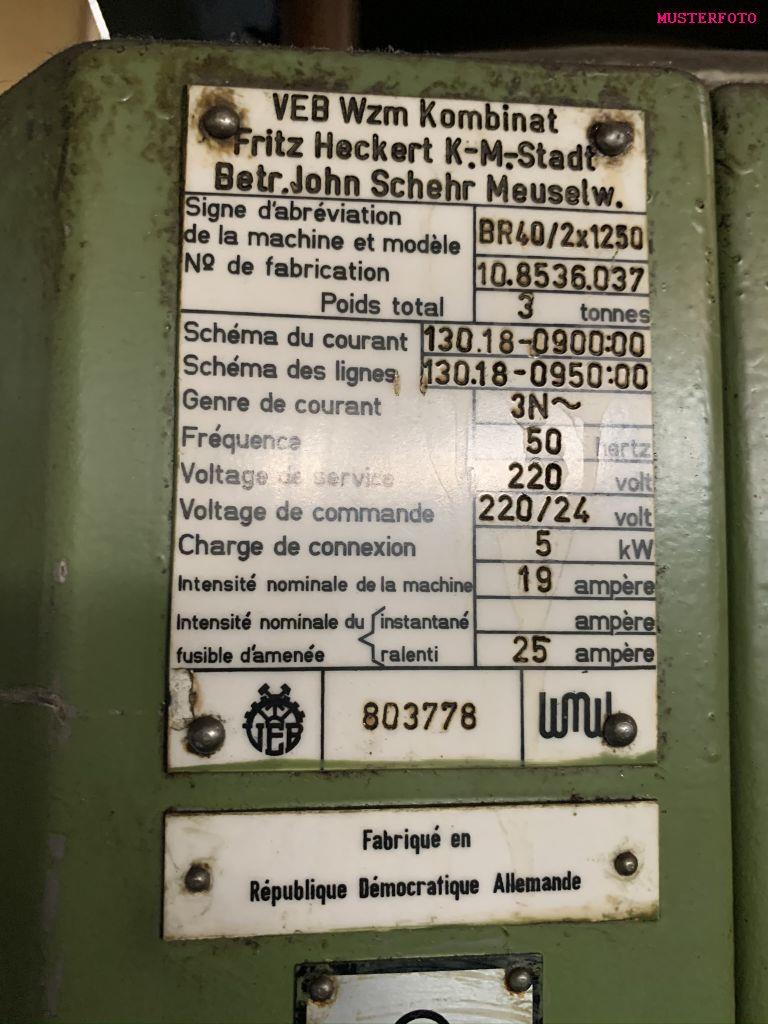 MUSTERFOTO
VEB Wzm Kombinat
Fritz Heckert K.-M.-Stadt
Betr. John Schehr Meuselw.
Signe d'abréviation
de la machine et modèle BR40/2x1250
Nº de fabrication 10.8536.037
Poids total 3 tonnes
Schéma du courant 130.18-0900:00
Schéma des lignes 130.18-0950:00
Genre de courant 3N~
Fréquence 50 hertz
Voltage de service 220 volt
Voltage de commande 220/24 volt
Charge de connexion 5 kW
Intensité nominale de la machine 19 ampère
Intensité nominale du instantané ampère
fusible d'amenée ralenti 25 ampère
VEB 803778 WMW
Fabriqué en
République Démocratique Allemande